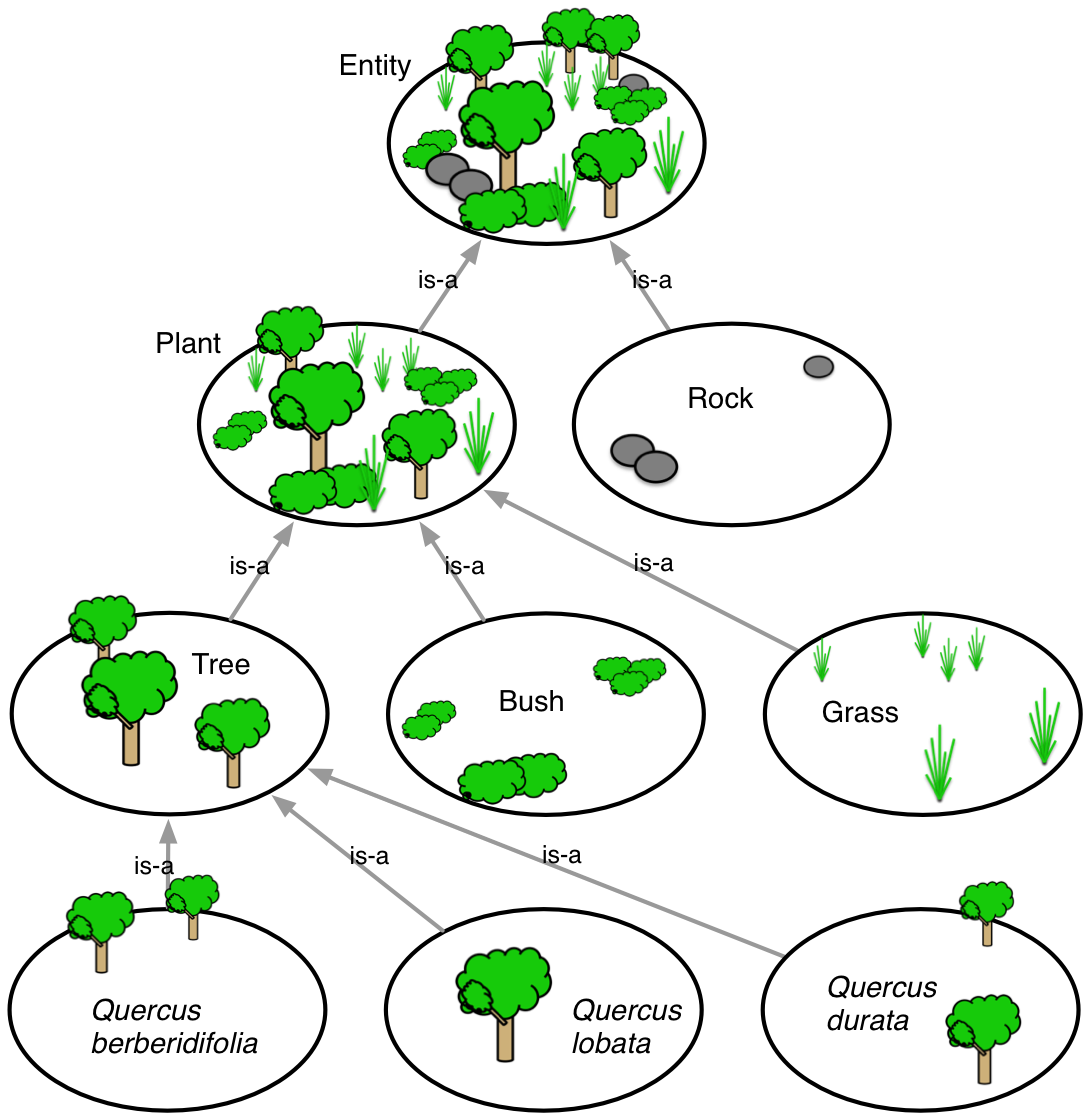 Entity
is-a
is-a
Plant
Rock
is-a
is-a
is-a
Tree
Bush
Grass
is-a
is-a
is-a
Quercus
berberidifolia
Quercus
lobata
Quercus
durata